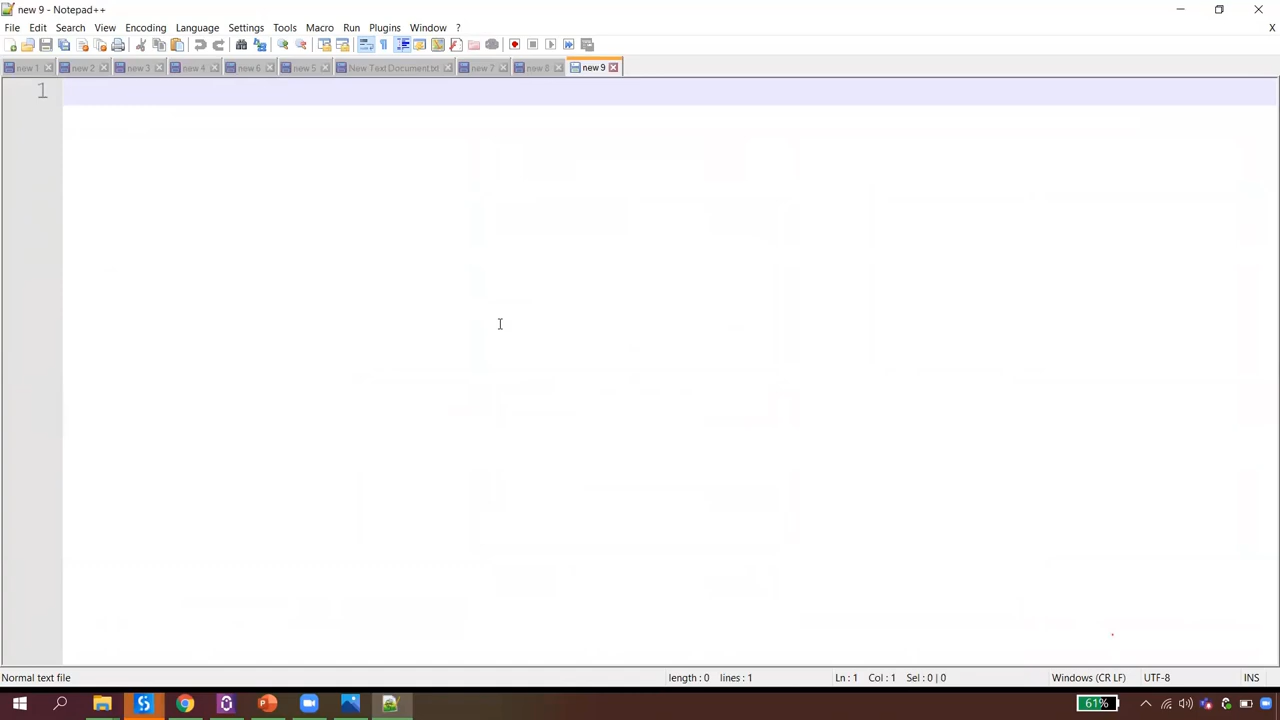 new 9 - Notepad++
File Edit Search View Encoding Language Settings Tools Macro Run Plugins Window ? X
new 1 new 2 new 3 new 4 new 6 new 5 New Text Document.txt new 7 new 8 new 9
1
Normal text file length : 0 lines : 1 Ln : 1 Col : 1 Sel : 0 | 0 Windows (CR LF) UTF-8 INS
61%